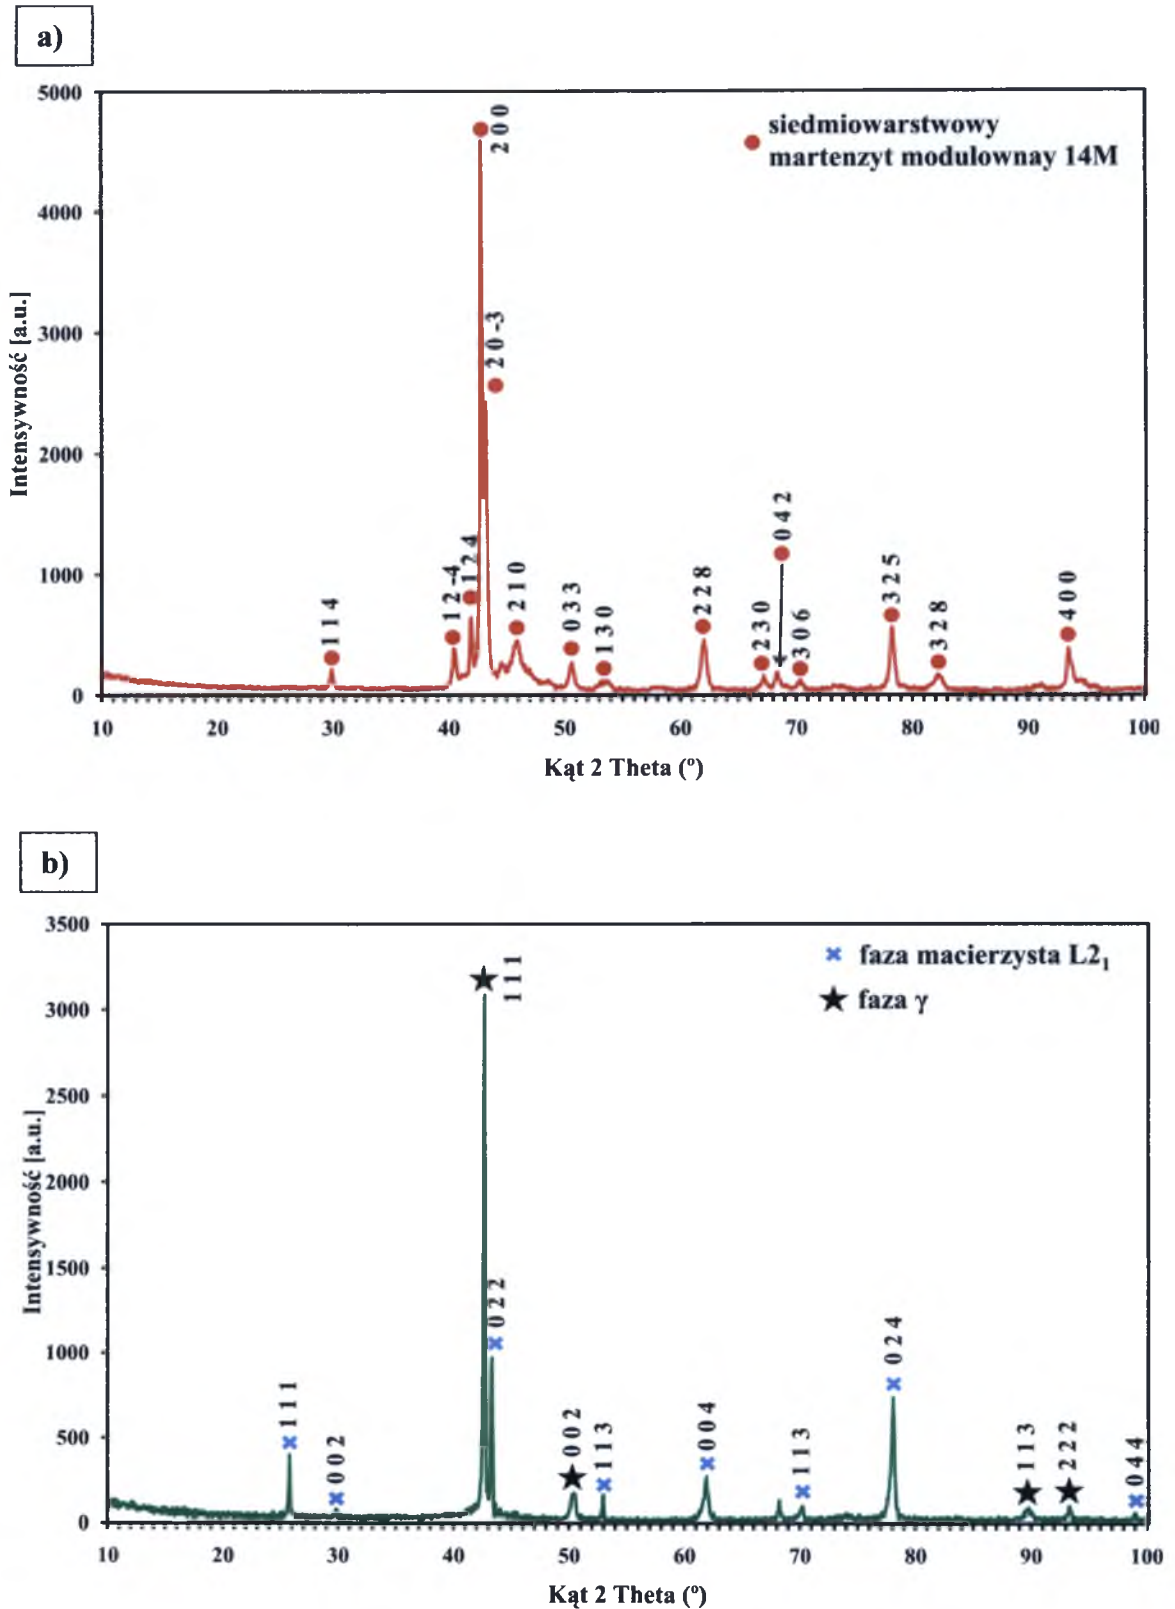 a)
5000
4000
3000
2000
1000
0
Intensywność [a.u.]
siedmiowarstwowy
martenzyt modulownay 14M
1 1 4
1 2 -4
1 2 4
2 0 0
2 0 -3
2 1 0
0 3 3
1 3 0
2 2 8
2 3 0
0 4 2
3 0 6
3 2 5
3 2 8
4 0 0
10 20 30 40 50 60 70 80 90 100
Kąt 2 Theta (º)
b)
3500
3000
2500
2000
1500
1000
500
0
Intensywność [a.u.]
faza macierzysta L2₁
faza γ
1 1 1
0 0 2
1 1 1
0 2 2
0 0 2
1 1 3
0 0 4
1 1 3
0 2 4
1 1 3
2 2 2
0 4 4
10 20 30 40 50 60 70 80 90 100
Kąt 2 Theta (º)